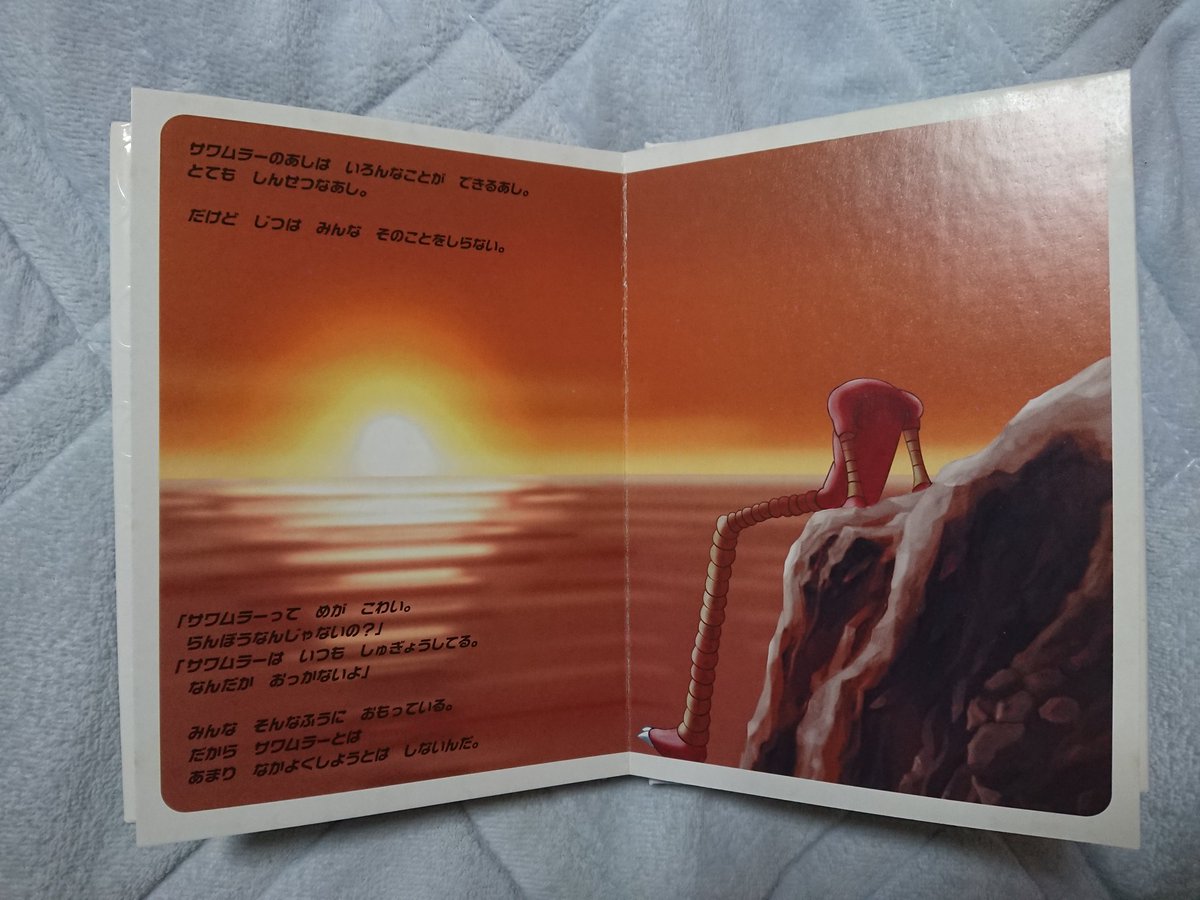 サワムラーのあしは　いろんなことが　できるあし。
とても　しんせつなあし。
だけど　じつは　みんな　そのことをしらない。
「サワムラーって　めが　こわい。
らんぼうなんじゃないの？」
「サワムラーは　いつも　しゅぎょうしてる。
なんだか　おっかないよ」
みんな　そんなふうに　おもっている。
だから　サワムラーとは
あまり　なかよくしようとは　しないんだ。